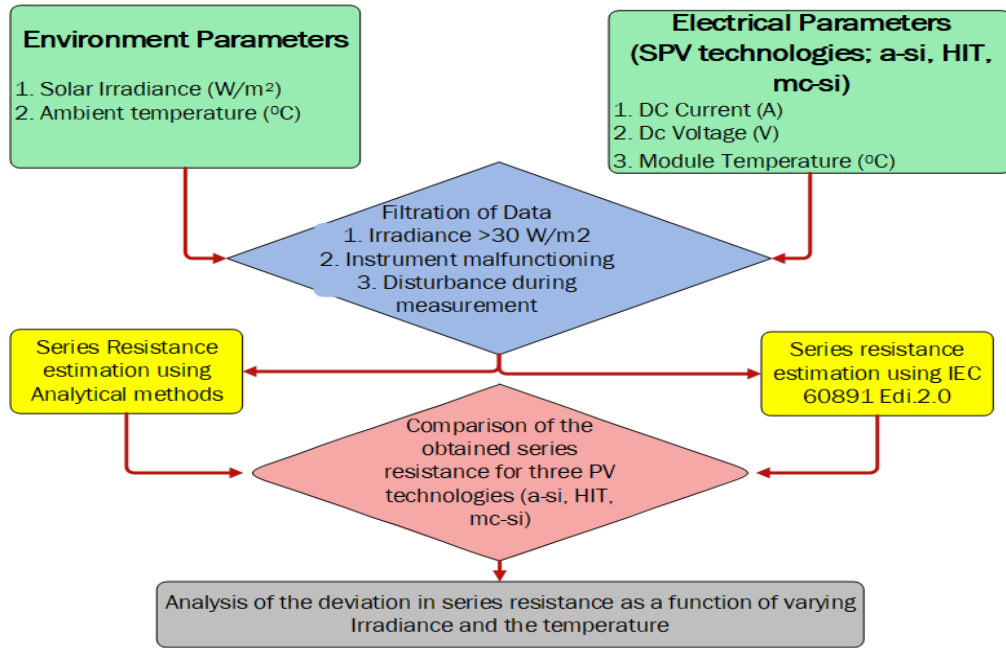 Environment Parameters
1. Solar Irradiance (W/m²)
2. Ambient temperature (⁰C)
Electrical Parameters
(SPV technologies; a-si, HIT,
mc-si)
1. DC Current (A)
2. Dc Voltage (V)
3. Module Temperature (⁰C)
Filtration of Data
1. Irradiance >30 W/m2
2. Instrument malfunctioning
3. Disturbance during
measurement
Series Resistance
estimation using
Analytical methods
Series resistance
estimation using IEC
60891 Edi.2.0
Comparison of the
obtained series
resistance for three PV
technologies (a-si, HIT,
mc-si)
Analysis of the deviation in series resistance as a function of varying
Irradiance and the temperature